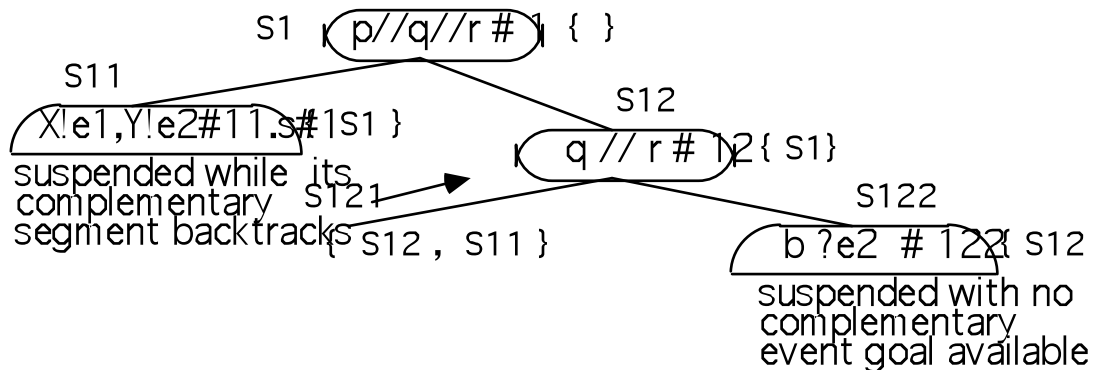 S1 p//q//r # 1 { }
S11
S12
X!e1,Y!e2#11.s#1 { S1 }
q // r # 12 { S1}
suspended while its
S121
S122
complementary
segment backtracks
{ S12 , S11 }
b ?e2 # 122 { S12
suspended with no
complementary
event goal available